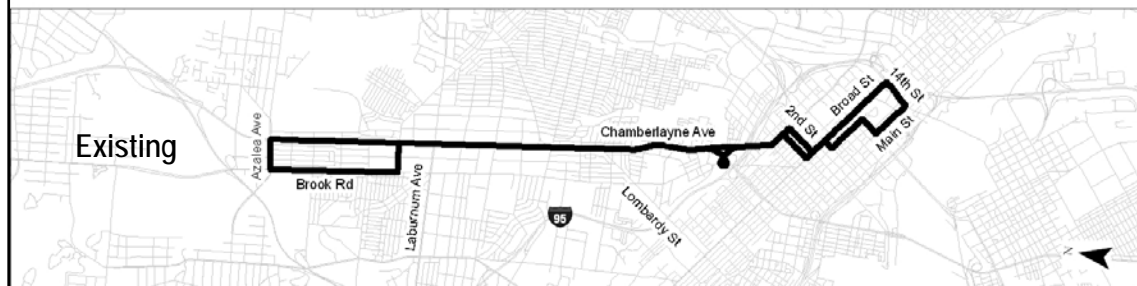 Existing
Azalea Ave
Brook Rd
Laburnum Ave
Chamberlayne Ave
Lombardy St
95
2nd St
Broad St
14th St
Main St
N